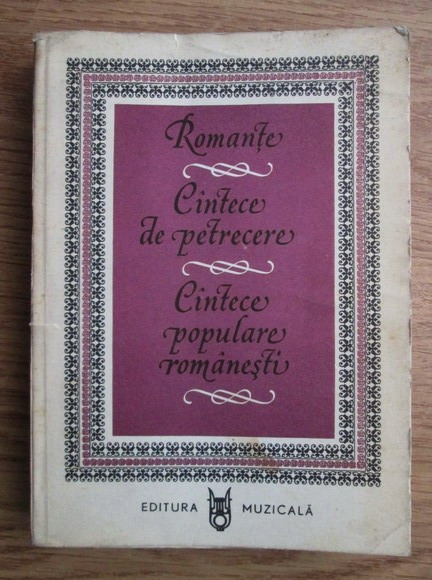 Romanțe
Cîntece
de petrecere
Cîntece
populare
românești
EDITURA MUZICALĂ